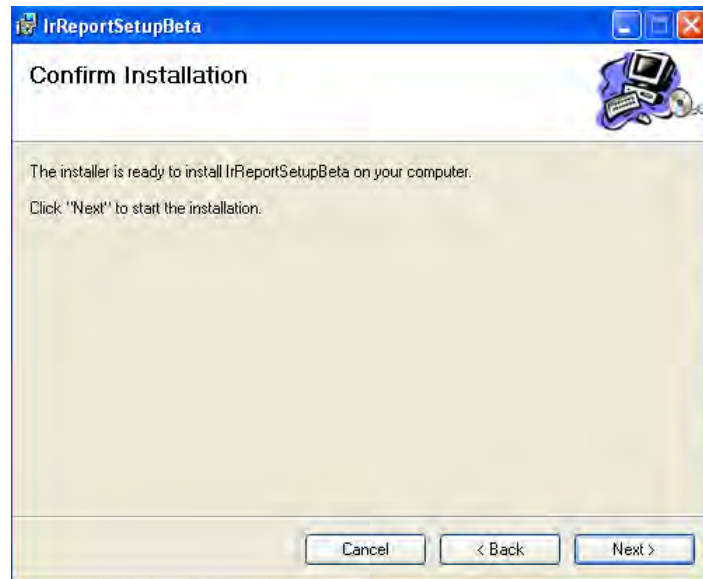 IrReportSetupBeta
Confirm Installation
The installer is ready to install IrReportSetupBeta on your computer.
Click "Next" to start the installation.
Cancel
< Back
Next >